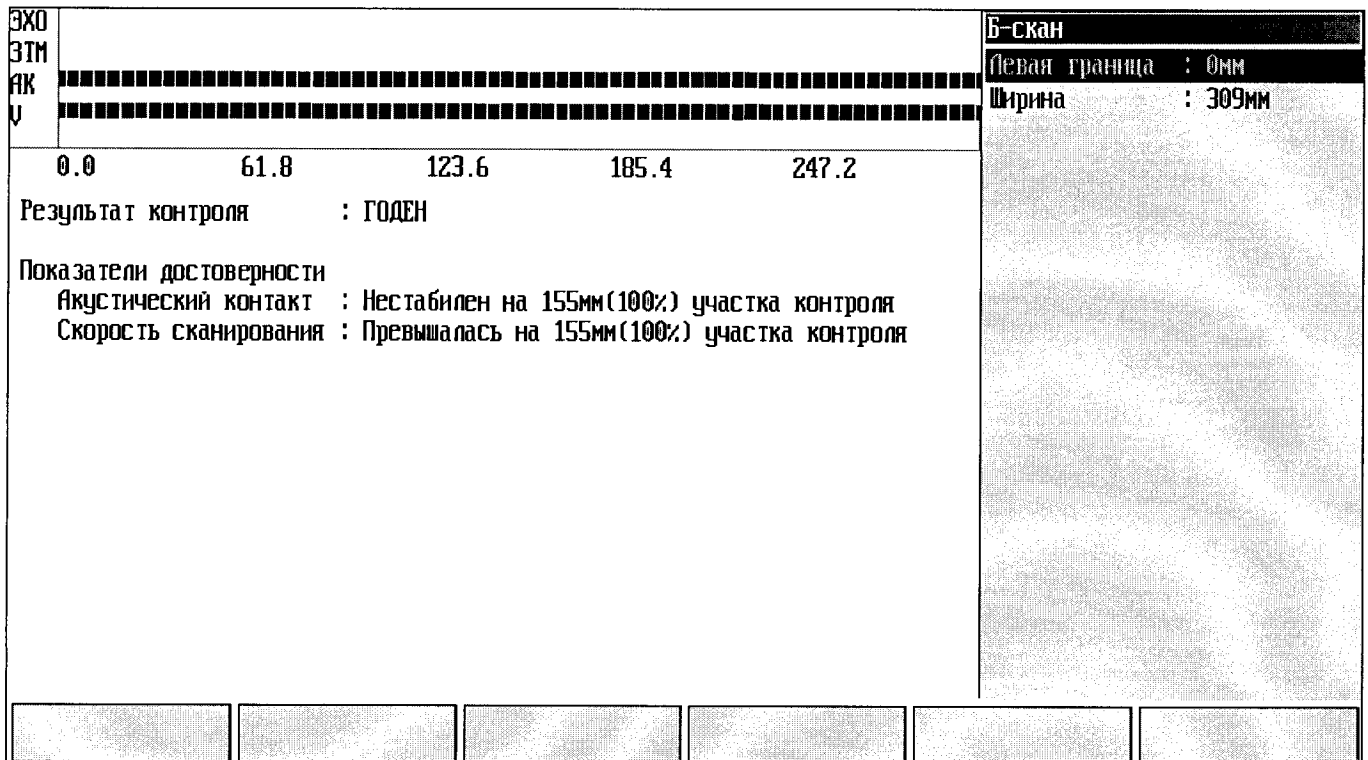 ЭХО
ЗТМ
АК
V
0.0 61.8 123.6 185.4 247.2
Результат контроля : ГОДЕН
Показатели достоверности
Акустический контакт : Нестабилен на 155мм(100%) участка контроля
Скорость сканирования : Превышалась на 155мм(100%) участка контроля
Б-скан
Левая граница : 0мм
Ширина : 309мм